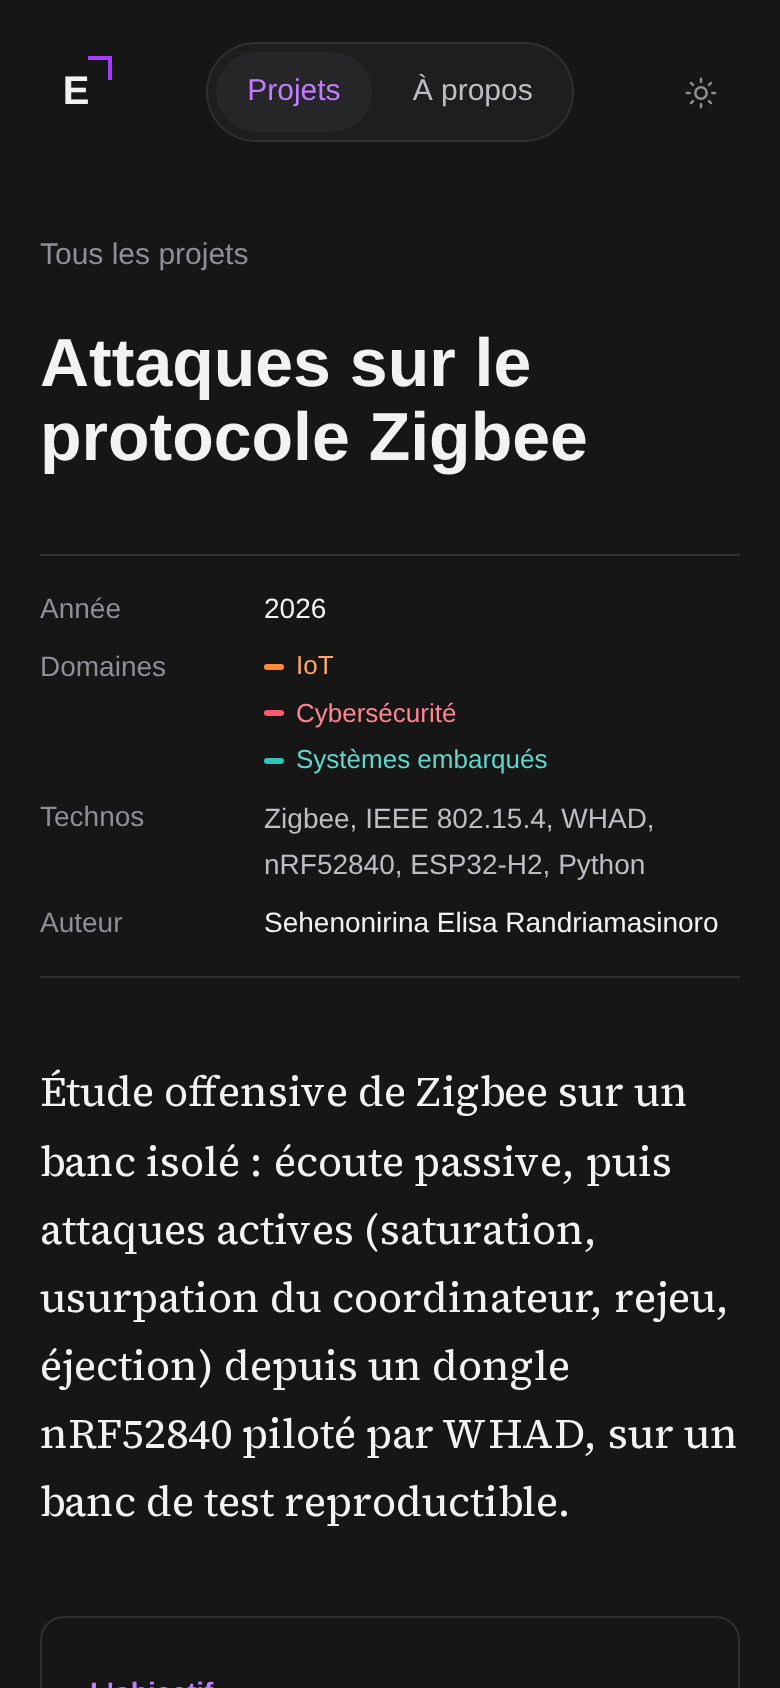 E
Projets
À propos
Tous les projets
Attaques sur le
protocole Zigbee
Année
2026
Domaines
IoT
Cybersécurité
Systèmes embarqués
Technos
Zigbee, IEEE 802.15.4, WHAD,
nRF52840, ESP32-H2, Python
Auteur
Sehenonirina Elisa Randriamasinoro
Étude offensive de Zigbee sur un
banc isolé : écoute passive, puis
attaques actives (saturation,
usurpation du coordinateur, rejeu,
éjection) depuis un dongle
nRF52840 piloté par WHAD, sur un
banc de test reproductible.
L'objectif